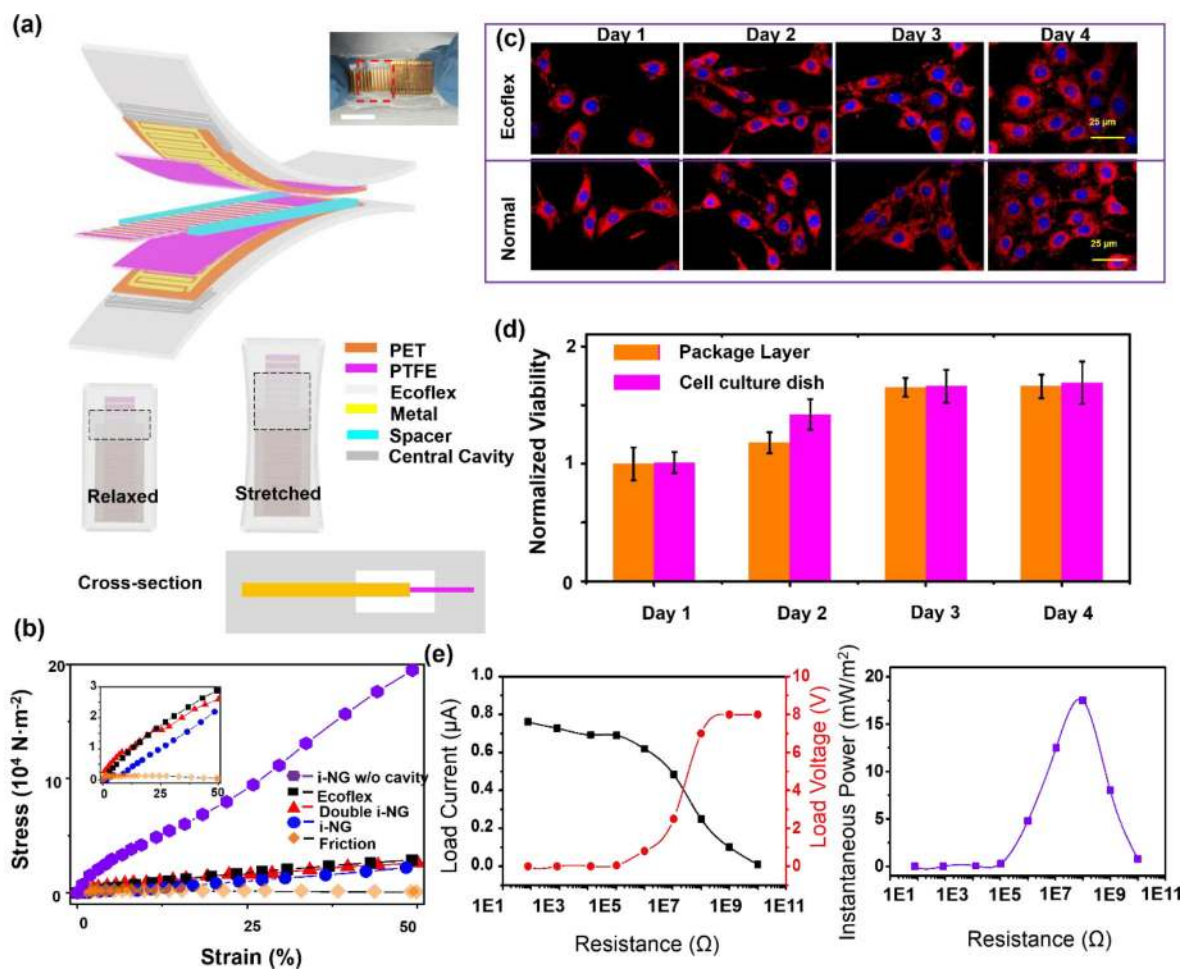 (a)
PET
PTFE
Ecoflex
Metal
Spacer
Central Cavity
Relaxed
Stretched
Cross-section
(b)
Stress (10⁴ N·m⁻²)
20
10
0
3
2
1
0
0 25 50
i-NG w/o cavity
Ecoflex
Double i-NG
i-NG
Friction
0 25 50
Strain (%)
(c)
Day 1 Day 2 Day 3 Day 4
Ecoflex
25 μm
Normal
25 μm
(d)
Normalized Viability
2
1
0
Package Layer
Cell culture dish
Day 1 Day 2 Day 3 Day 4
(e)
Load Current (μA)
1.0
0.8
0.6
0.4
0.2
0.0
Load Voltage (V)
10
8
6
4
2
0
1E1 1E3 1E5 1E7 1E9 1E11
Resistance (Ω)
Instantaneous Power (mW/m²)
20
15
10
5
0
1E1 1E3 1E5 1E7 1E9 1E11
Resistance (Ω)